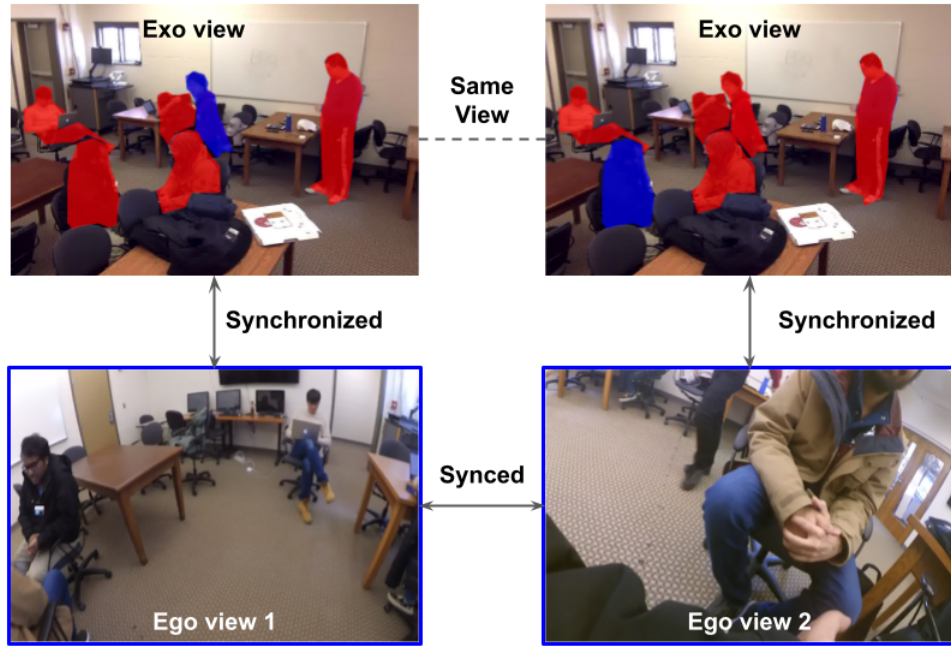 Exo view
Exo view
Same
View
Synchronized
Synchronized
Synced
Ego view 1
Ego view 2